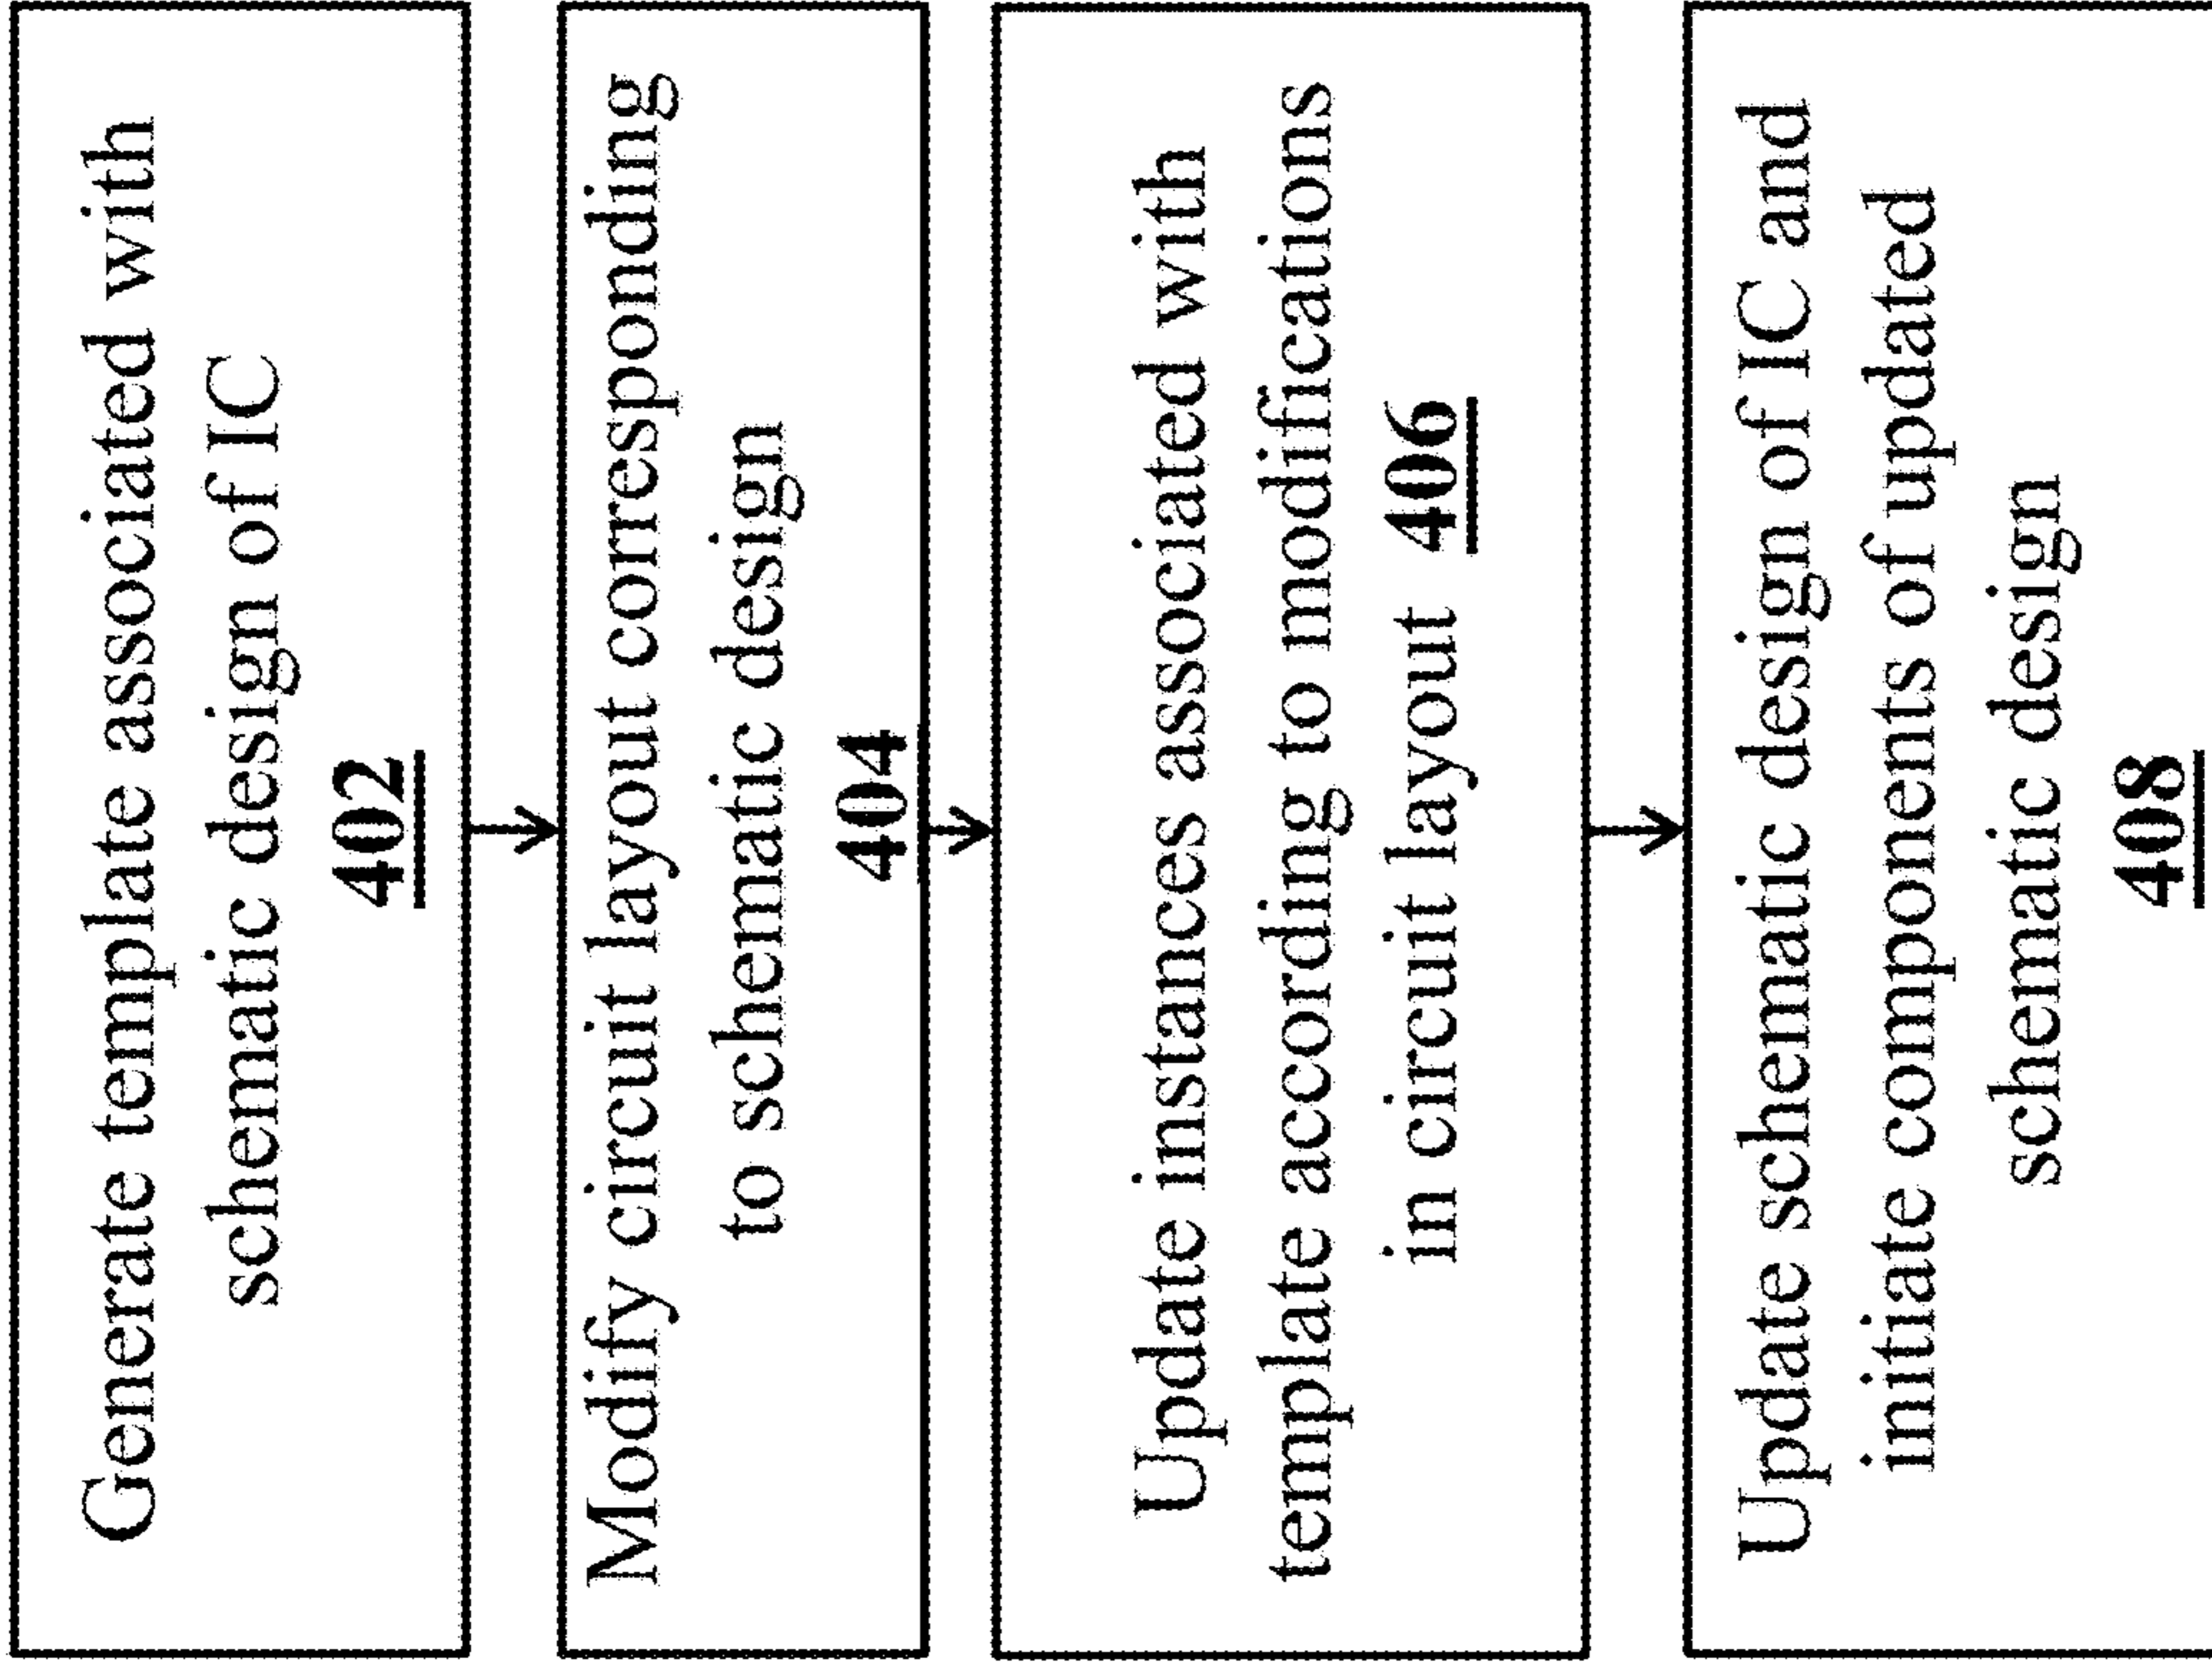 Generate template associated with
schematic design of IC
402
Modify circuit layout corresponding
to schematic design
404
Update instances associated with
template according to modifications
in circuit layout 406
Update schematic design of IC and
initiate components of updated
schematic design
408